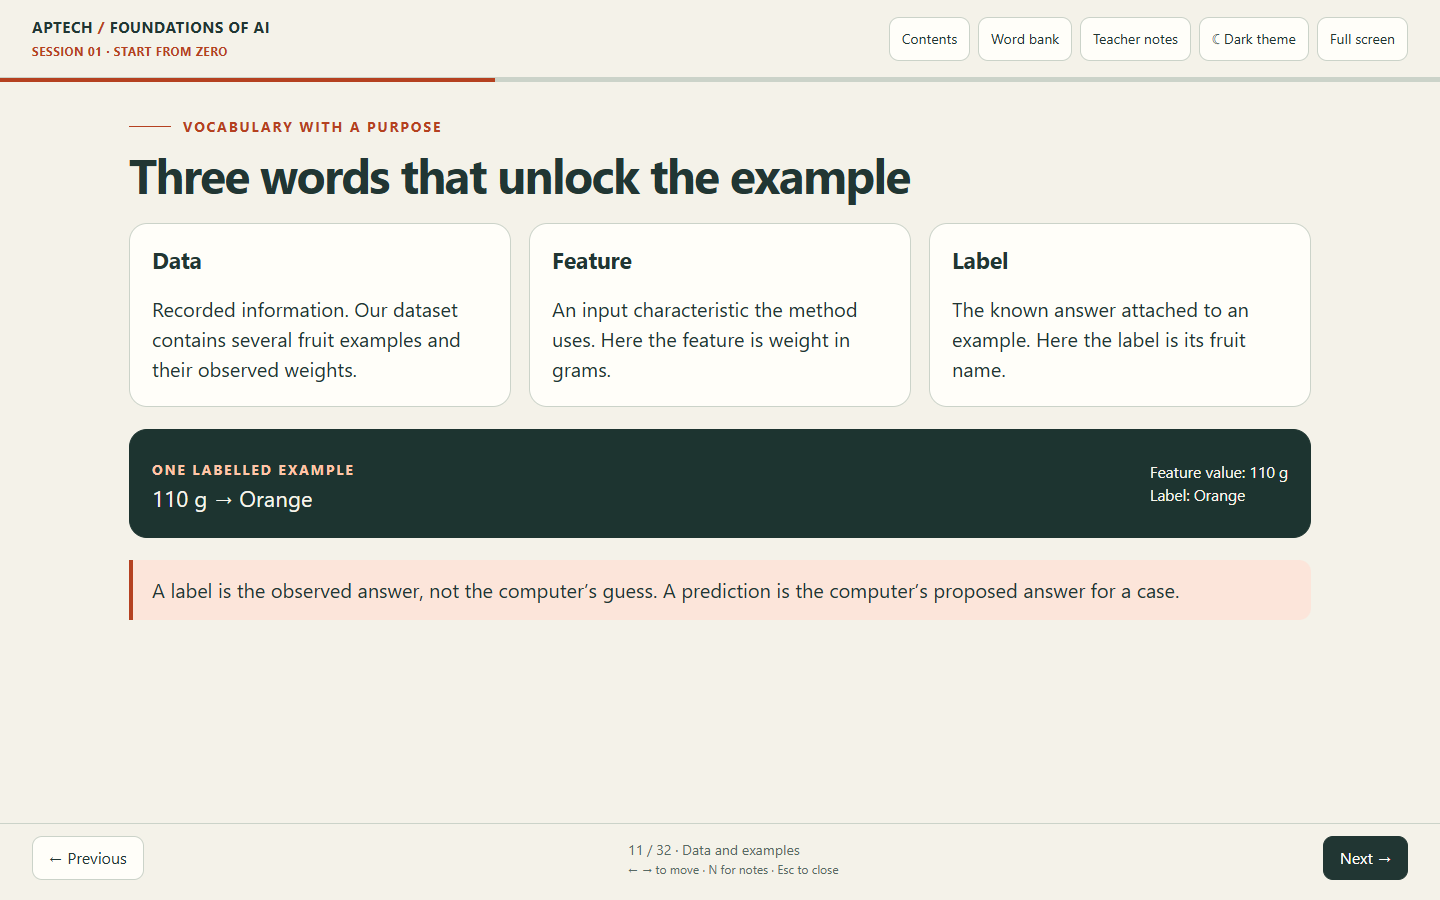 APTECH / FOUNDATIONS OF AI
SESSION 01 · START FROM ZERO
Contents
Word bank
Teacher notes
☾ Dark theme
Full screen
VOCABULARY WITH A PURPOSE
Three words that unlock the example
Data
Recorded information. Our dataset
contains several fruit examples and
their observed weights.
Feature
An input characteristic the method
uses. Here the feature is weight in
grams.
Label
The known answer attached to an
example. Here the label is its fruit
name.
ONE LABELLED EXAMPLE
110 g → Orange
Feature value: 110 g
Label: Orange
A label is the observed answer, not the computer’s guess. A prediction is the computer’s proposed answer for a case.
← Previous
11 / 32 · Data and examples
← → to move · N for notes · Esc to close
Next →